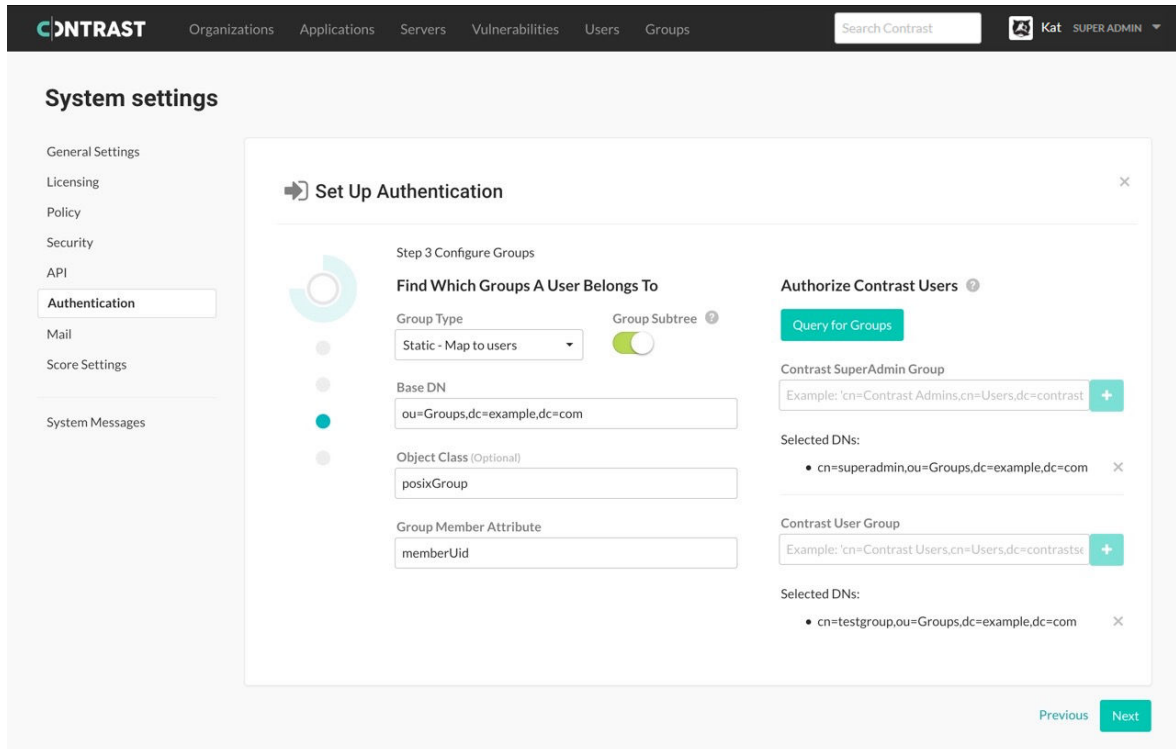 CONTRAST Organizations Applications Servers Vulnerabilities Users Groups Search Contrast Kat SUPER ADMIN
System settings
General Settings
Licensing
Policy
Security
API
Authentication
Mail
Score Settings
System Messages
Set Up Authentication
Step 3 Configure Groups
Find Which Groups A User Belongs To
Group Type Group Subtree
Static - Map to users
Base DN
ou=Groups,dc=example,dc=com
Object Class (Optional)
posixGroup
Group Member Attribute
memberUid
Authorize Contrast Users
Query for Groups
Contrast SuperAdmin Group
Example: 'cn=Contrast Admins,cn=Users,dc=contrast
Selected DNs:
• cn=superadmin,ou=Groups,dc=example,dc=com
Contrast User Group
Example: 'cn=Contrast Users,cn=Users,dc=contrastse
Selected DNs:
• cn=testgroup,ou=Groups,dc=example,dc=com
Previous Next